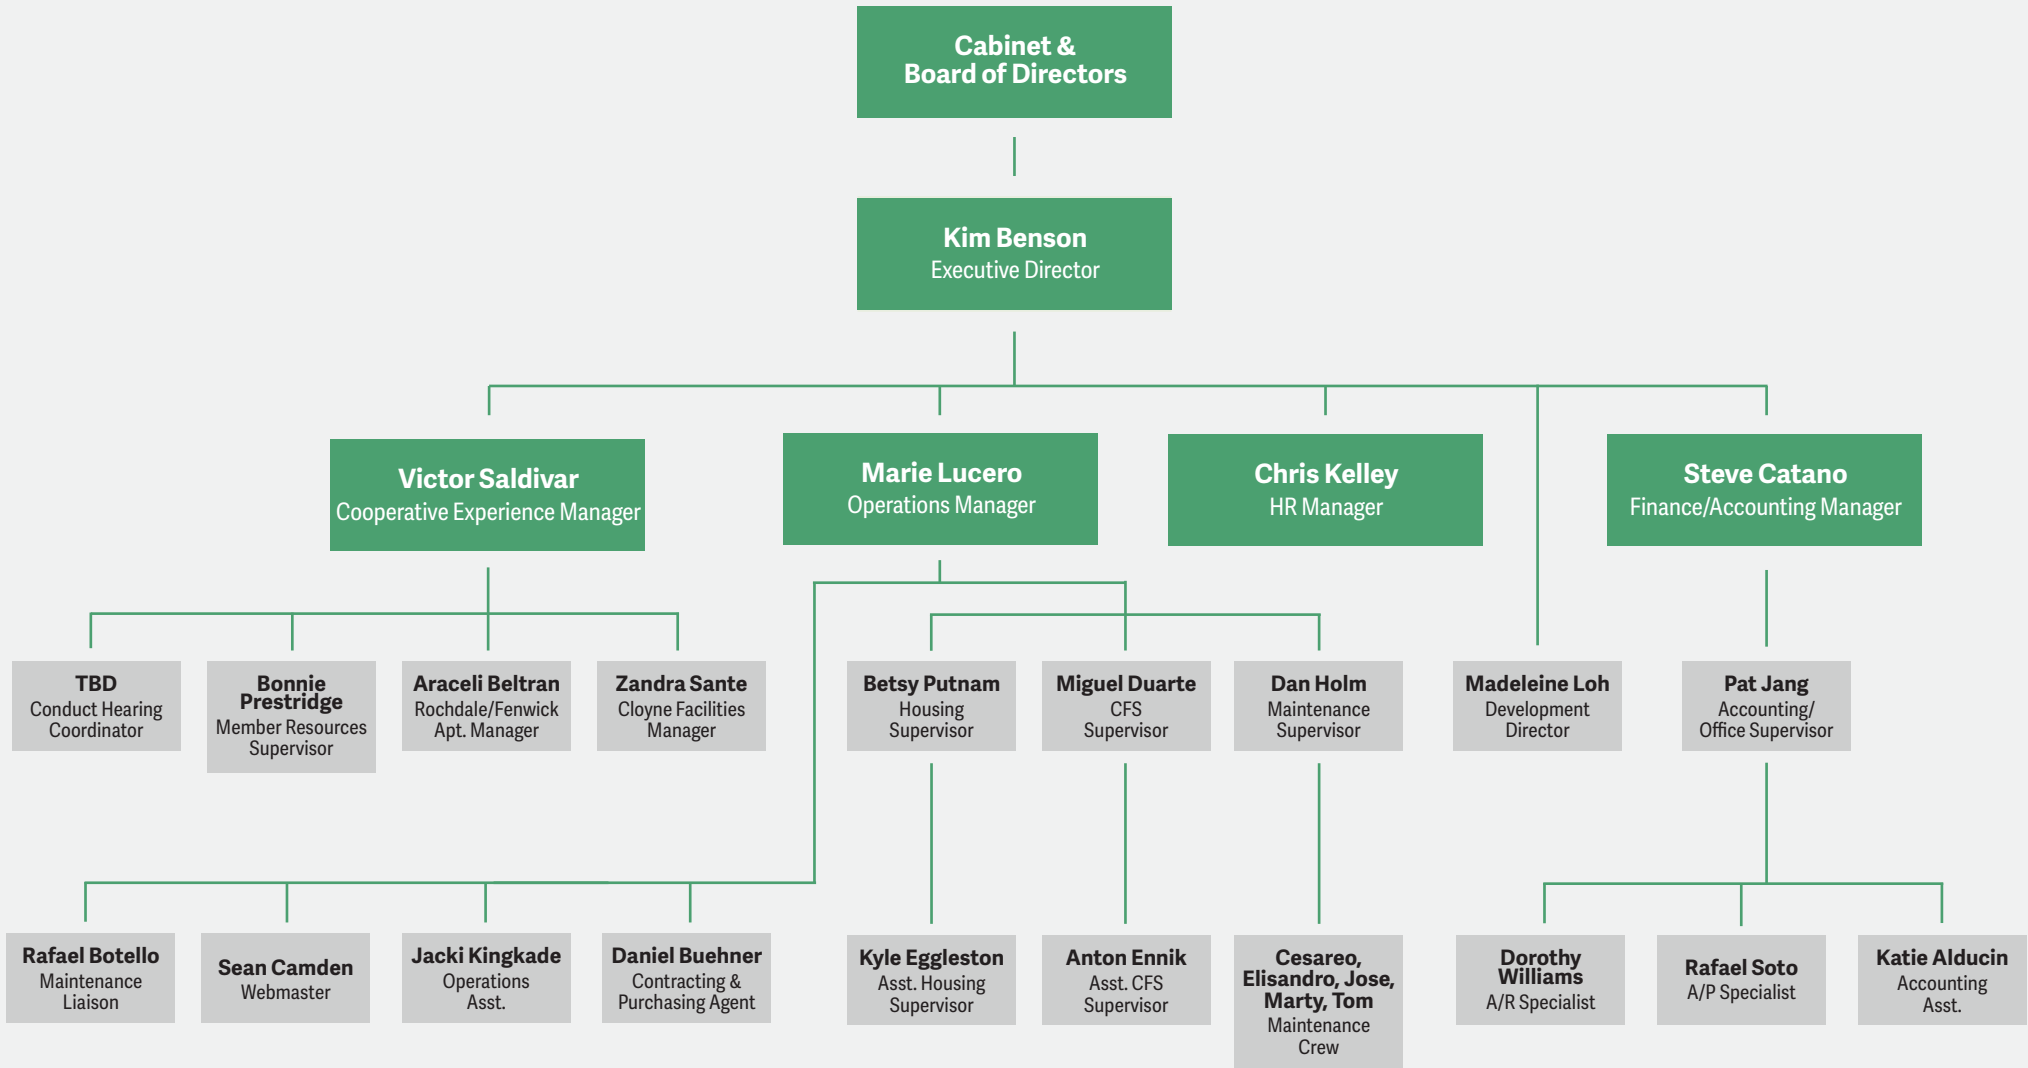 Cabinet &
Board of Directors
Kim Benson
Executive Director
Victor Saldivar
Cooperative Experience Manager
Marie Lucero
Operations Manager
Chris Kelley
HR Manager
Steve Catano
Finance/Accounting Manager
TBD
Conduct Hearing
Coordinator
Bonnie
Prestridge
Member Resources
Supervisor
Araceli Beltran
Rochdale/Fenwick
Apt. Manager
Zandra Sante
Cloyne Facilities
Manager
Betsy Putnam
Housing
Supervisor
Miguel Duarte
CFS
Supervisor
Dan Holm
Maintenance
Supervisor
Madeleine Loh
Development
Director
Pat Jang
Accounting/
Office Supervisor
Rafael Botello
Maintenance
Liaison
Sean Camden
Webmaster
Jacki Kingkade
Operations
Asst.
Daniel Buehner
Contracting &
Purchasing Agent
Kyle Eggleston
Asst. Housing
Supervisor
Anton Ennik
Asst. CFS
Supervisor
Cesareo,
Elisandro, Jose,
Marty, Tom
Maintenance
Crew
Dorothy
Williams
A/R Specialist
Rafael Soto
A/P Specialist
Katie Alducin
Accounting
Asst.